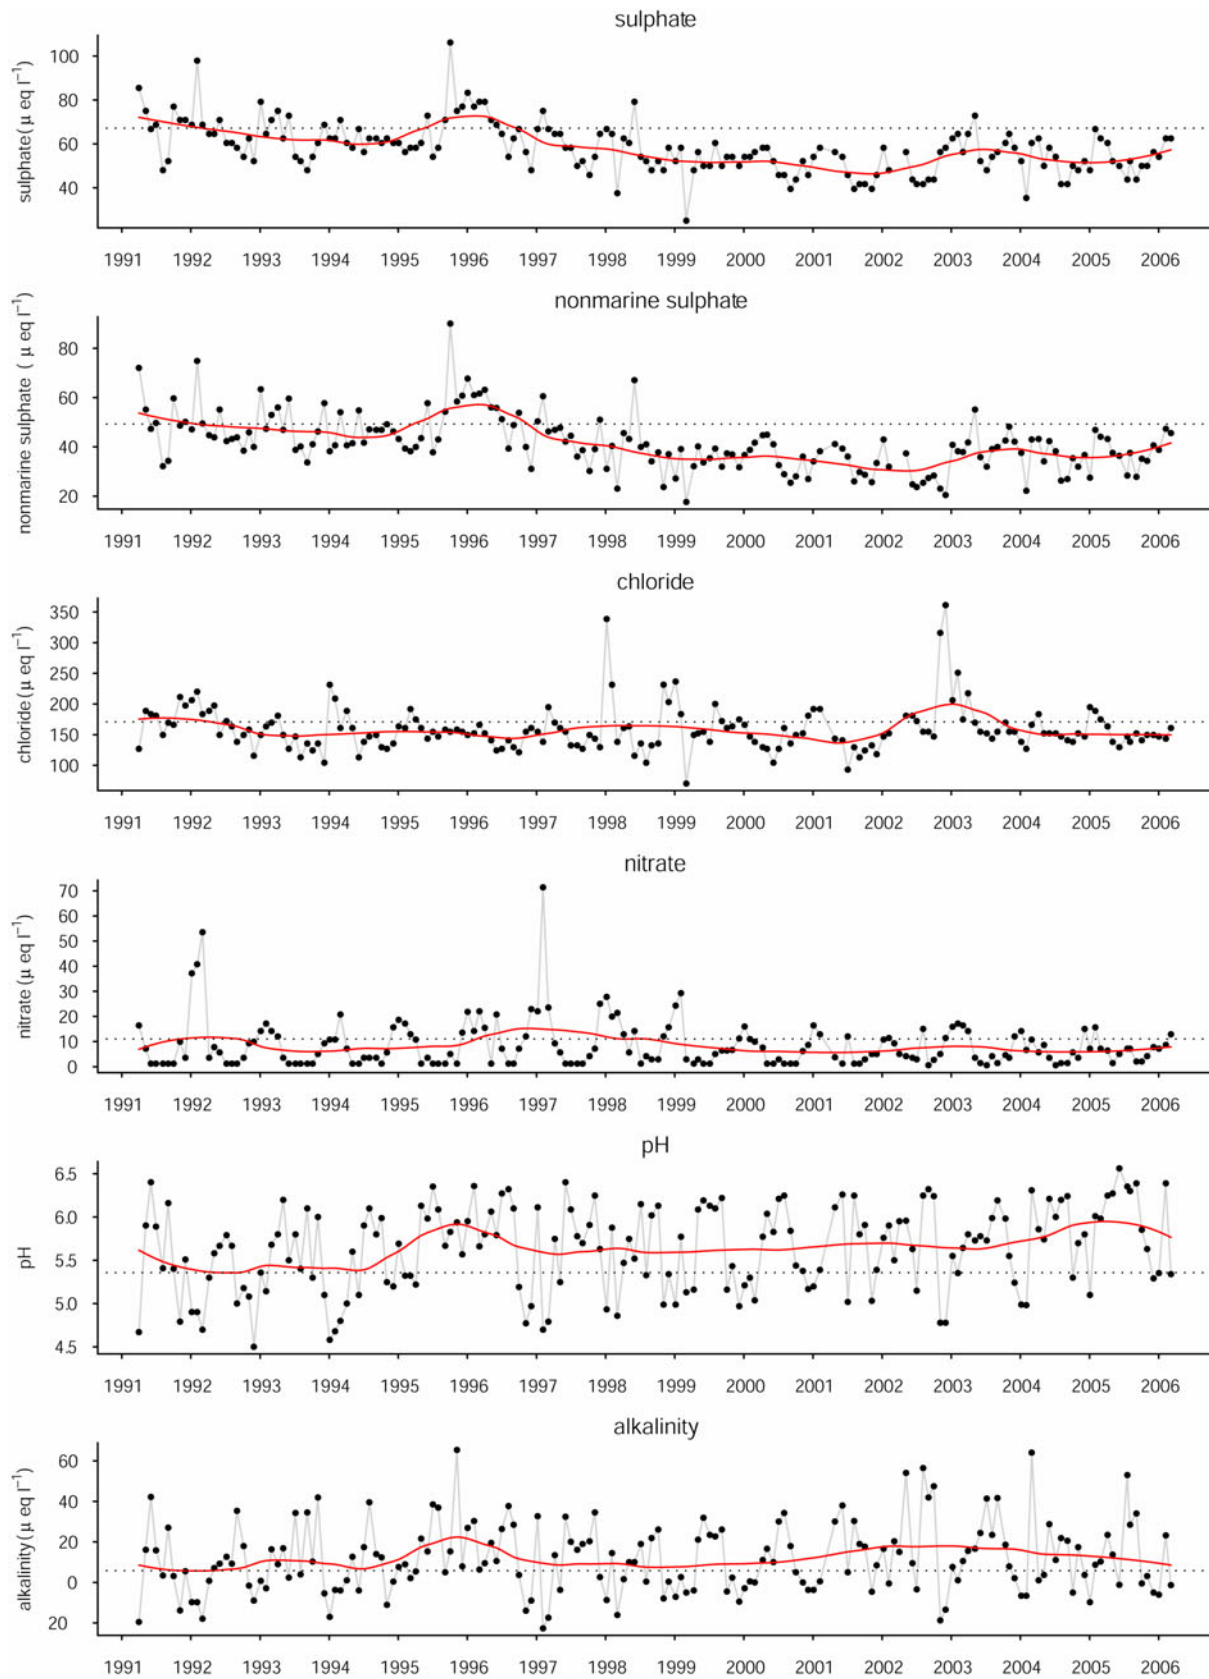 sulphate
sulphate (μ eq l⁻¹)
100
80
60
40
1991 1992 1993 1994 1995 1996 1997 1998 1999 2000 2001 2002 2003 2004 2005 2006
nonmarine sulphate
nonmarine sulphate ( μ eq l⁻¹)
80
60
40
20
1991 1992 1993 1994 1995 1996 1997 1998 1999 2000 2001 2002 2003 2004 2005 2006
chloride
chloride (μ eq l⁻¹)
350
300
250
200
150
100
1991 1992 1993 1994 1995 1996 1997 1998 1999 2000 2001 2002 2003 2004 2005 2006
nitrate
nitrate (μ eq l⁻¹)
70
60
50
40
30
20
10
0
1991 1992 1993 1994 1995 1996 1997 1998 1999 2000 2001 2002 2003 2004 2005 2006
pH
pH
6.5
6.0
5.5
5.0
4.5
1991 1992 1993 1994 1995 1996 1997 1998 1999 2000 2001 2002 2003 2004 2005 2006
alkalinity
alkalinity (μ eq l⁻¹)
60
40
20
0
20
1991 1992 1993 1994 1995 1996 1997 1998 1999 2000 2001 2002 2003 2004 2005 2006